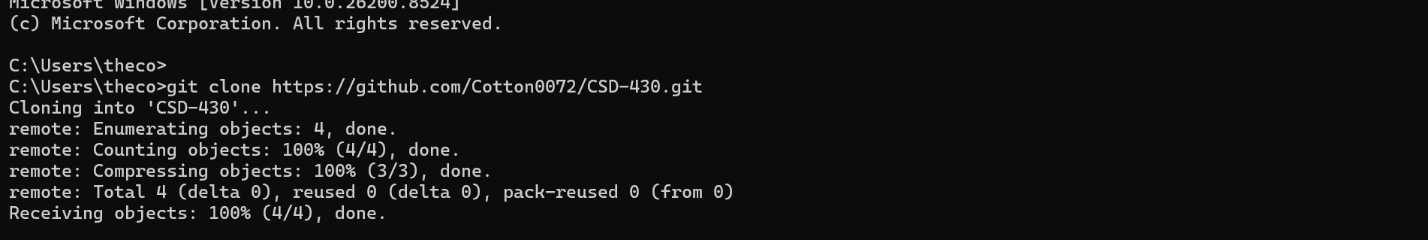 Microsoft Windows [Version 10.0.26200.8524]
(c) Microsoft Corporation. All rights reserved.
C:\Users\theco>
C:\Users\theco>git clone https://github.com/Cotton0072/CSD-430.git
Cloning into 'CSD-430'...
remote: Enumerating objects: 4, done.
remote: Counting objects: 100% (4/4), done.
remote: Compressing objects: 100% (3/3), done.
remote: Total 4 (delta 0), reused 0 (delta 0), pack-reused 0 (from 0)
Receiving objects: 100% (4/4), done.